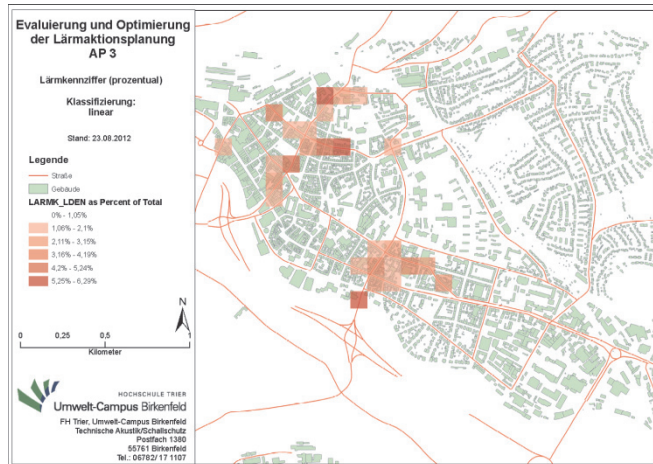 Evaluierung und Optimierung
der Lärmaktionsplanung
AP 3
Lärmkennziffer (prozentual)
Klassifizierung:
linear
Stand: 23.08.2012
Legende
Straße
Gebäude
LARMK_LDEN as Percent of Total
0% - 1,05%
1,06% - 2,1%
2,11% - 3,15%
3,16% - 4,19%
4,2% - 5,24%
5,25% - 6,29%
N
0 0,25 0,5 1
Kilometer
HOCHSCHULE TRIER
Umwelt-Campus Birkenfeld
FH Trier, Umwelt-Campus Birkenfeld
Technische Akustik/Schallschutz
Postfach 1380
55761 Birkenfeld
Tel.: 06782/ 17 1107